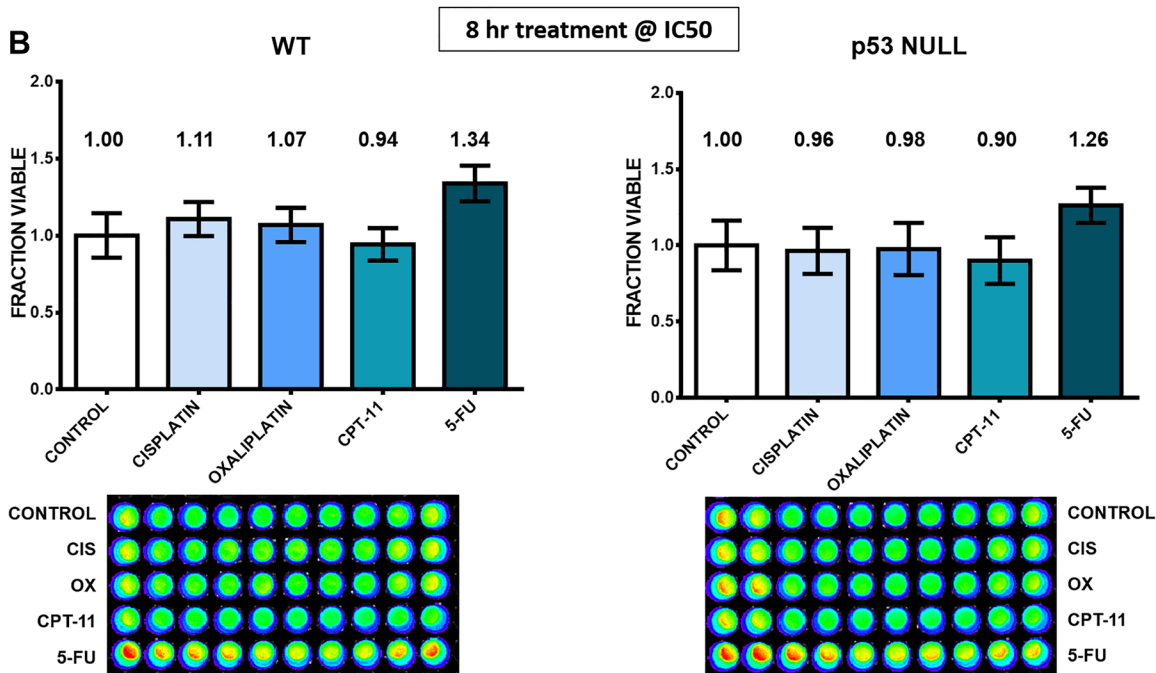 8 hr treatment @ IC50
B
WT
2.0
1.5
1.0
0.5
0.0
FRACTION VIABLE
1.00 1.11 1.07 0.94 1.34
CONTROL CISPLATIN OXALIPLATIN CPT-11 5-FU
CONTROL
CIS
OX
CPT-11
5-FU
p53 NULL
2.0
1.5
1.0
0.5
0.0
FRACTION VIABLE
1.00 0.96 0.98 0.90 1.26
CONTROL CISPLATIN OXALIPLATIN CPT-11 5-FU
CONTROL
CIS
OX
CPT-11
5-FU